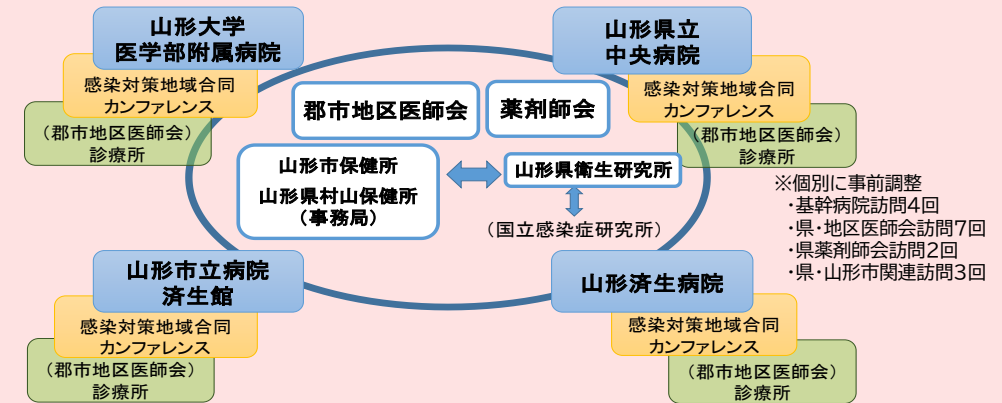 山形大学
医学部附属病院
感染対策地域合同
カンファレンス
（郡市地区医師会）
診療所
山形県立
中央病院
感染対策地域合同
カンファレンス
（郡市地区医師会）
診療所
郡市地区医師会
薬剤師会
山形市保健所
山形県村山保健所
（事務局）
山形県衛生研究所
（国立感染症研究所）
※個別に事前調整
・基幹病院訪問4回
・県・地区医師会訪問7回
・県薬剤師会訪問2回
・県・山形市関連訪問3回
山形市立病院
済生館
感染対策地域合同
カンファレンス
（郡市地区医師会）
診療所
山形済生病院
感染対策地域合同
カンファレンス
（郡市地区医師会）
診療所